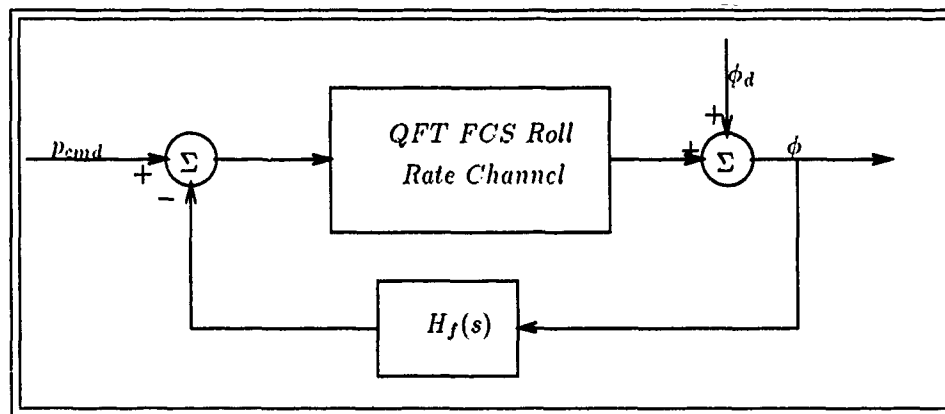 ϕ_d
+
p_cmd
+
Σ
−
QFT FCS Roll
Rate Channel
+
Σ
ϕ
H_f(s)